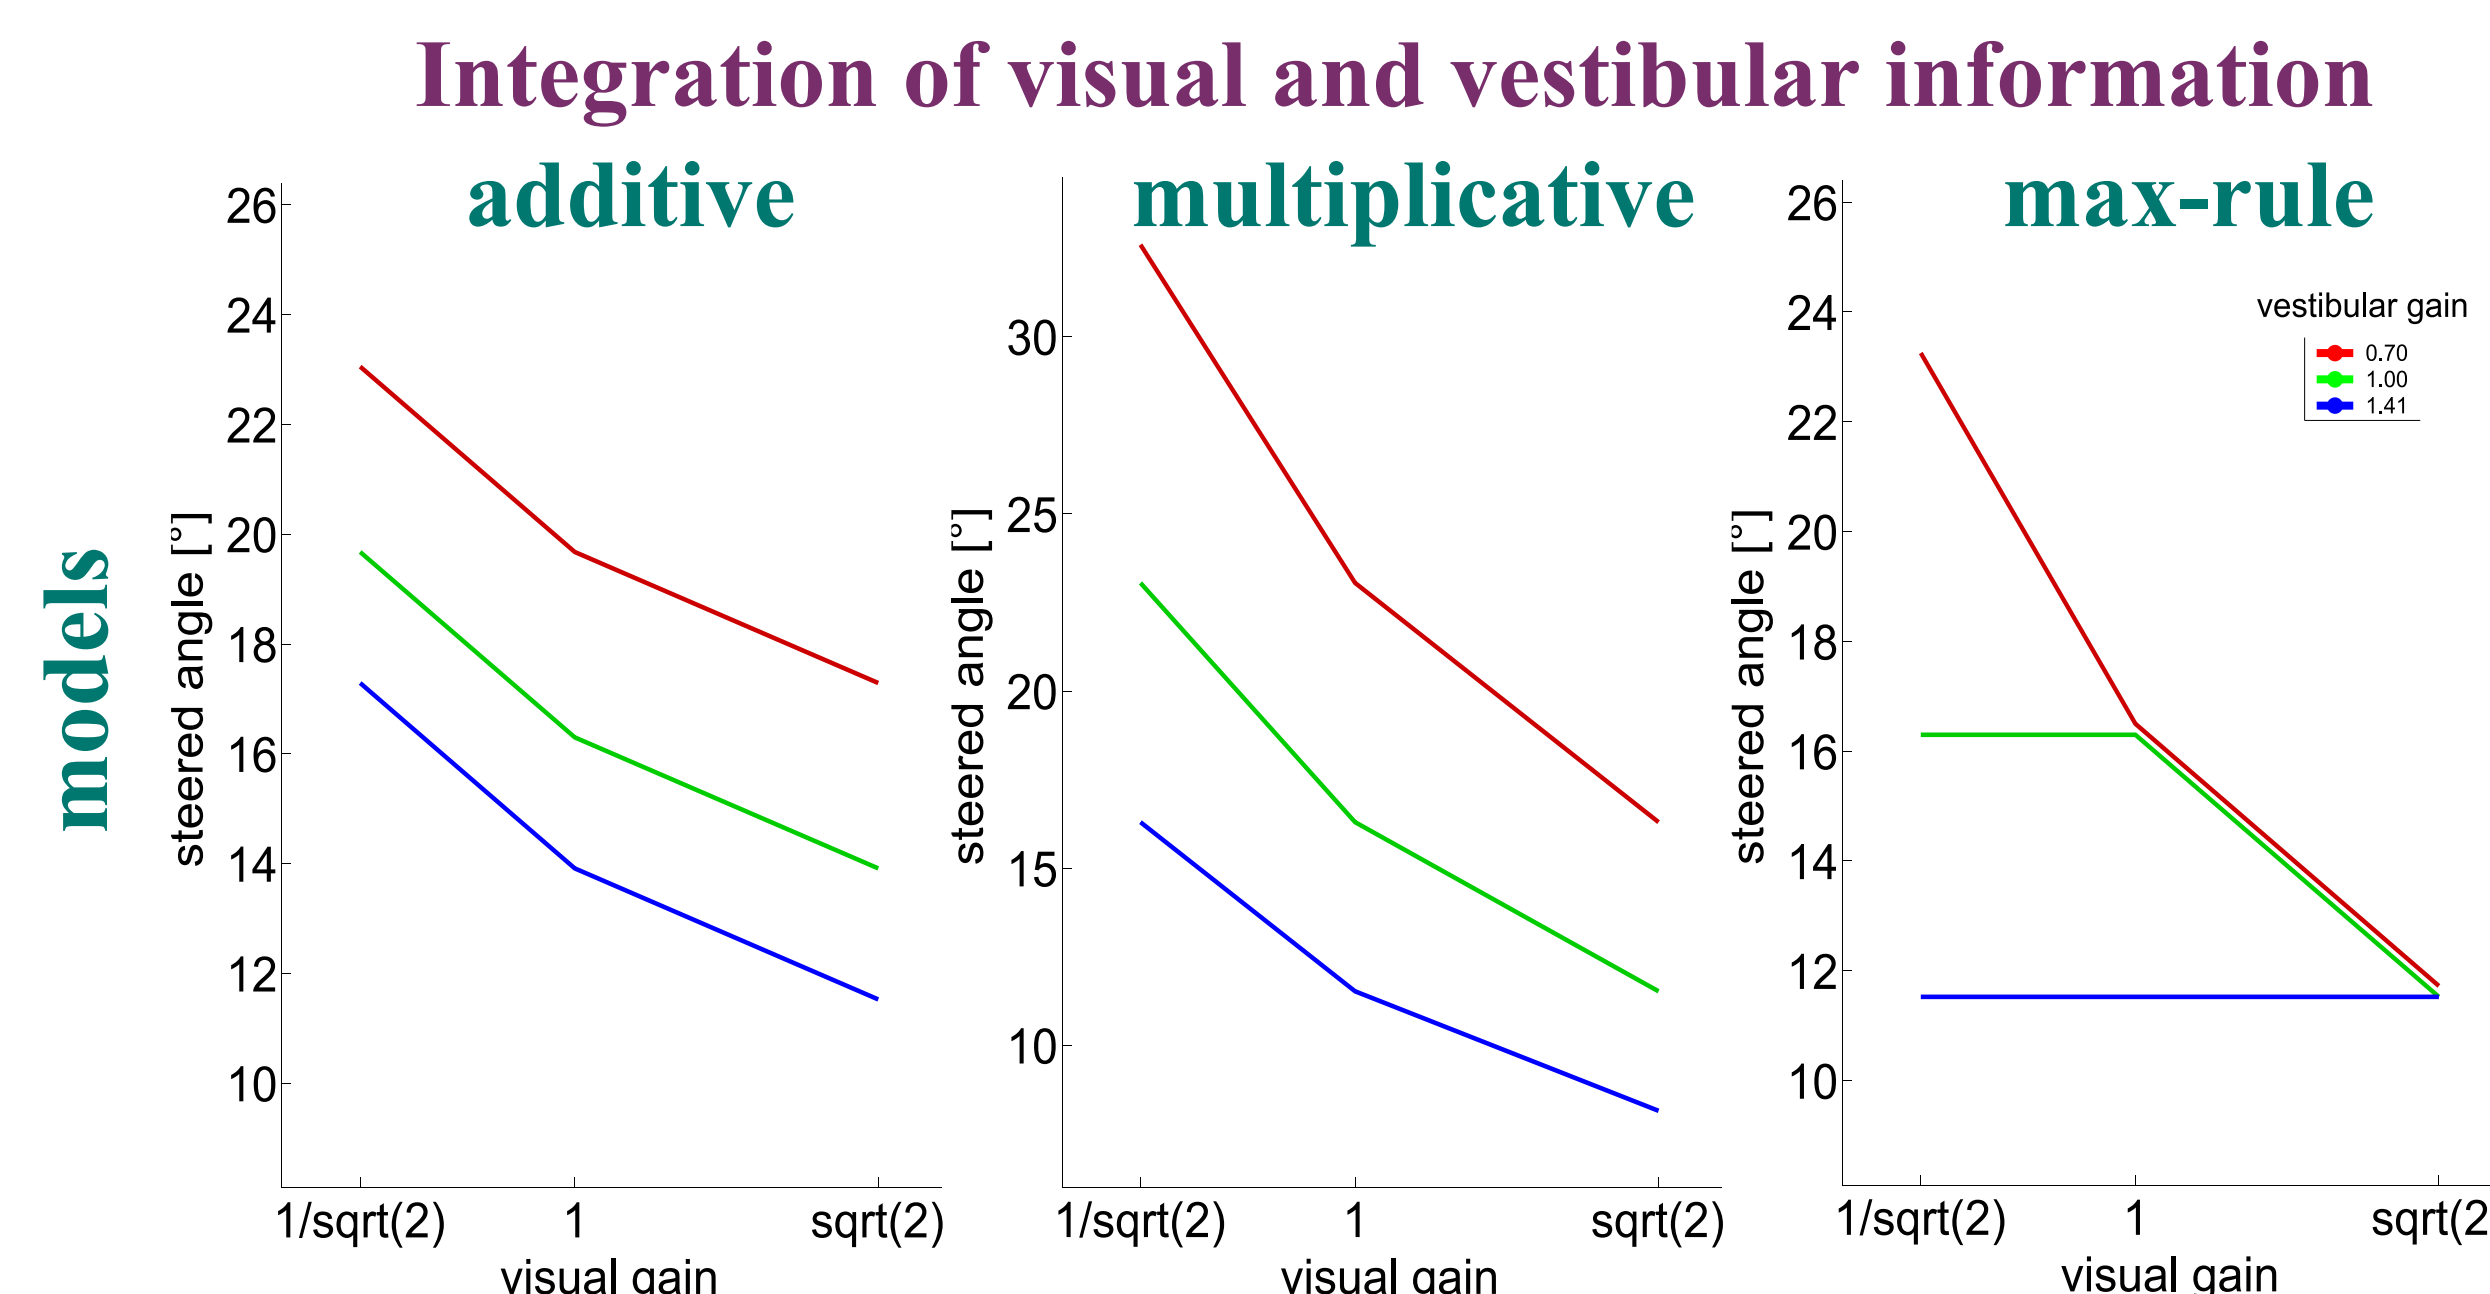 Integration of visual and vestibular information
additive
multiplicative
max-rule
models
steered angle [°]
26
24
22
20
18
16
14
12
10
1/sqrt(2)
1
sqrt(2)
visual gain
steered angle [°]
30
25
20
15
10
1/sqrt(2)
1
sqrt(2)
visual gain
steered angle [°]
26
24
22
20
18
16
14
12
10
vestibular gain
0.70
1.00
1.41
1/sqrt(2)
1
sqrt(2
visual gain